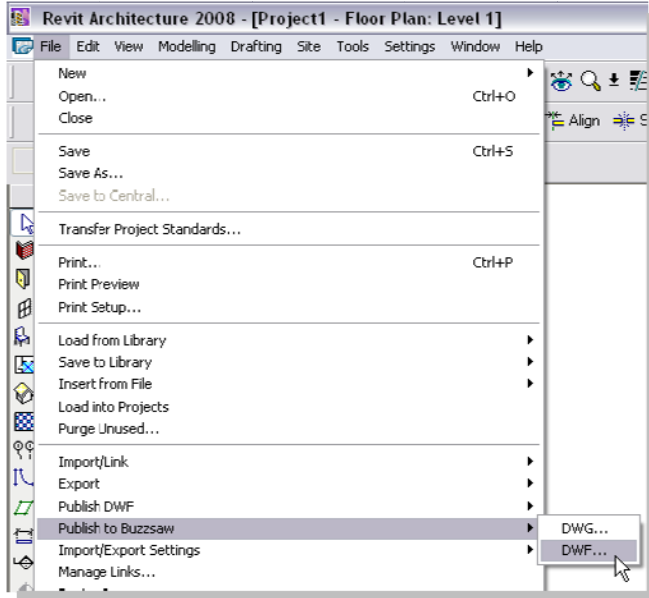 Revit Architecture 2008 - [Project1 - Floor Plan: Level 1]
File Edit View Modelling Drafting Site Tools Settings Window Help
New
Open... Ctrl+O
Close
Align
Save Ctrl+S
Save As...
Save to Central...
Transfer Project Standards...
Print... Ctrl+P
Print Preview
Print Setup...
Load from Library
Save to Library
Insert from File
Load into Projects
Purge Unused...
Import/Link
Export
Publish DWF
Publish to Buzzsaw DWG...
Import/Export Settings DWF...
Manage Links...